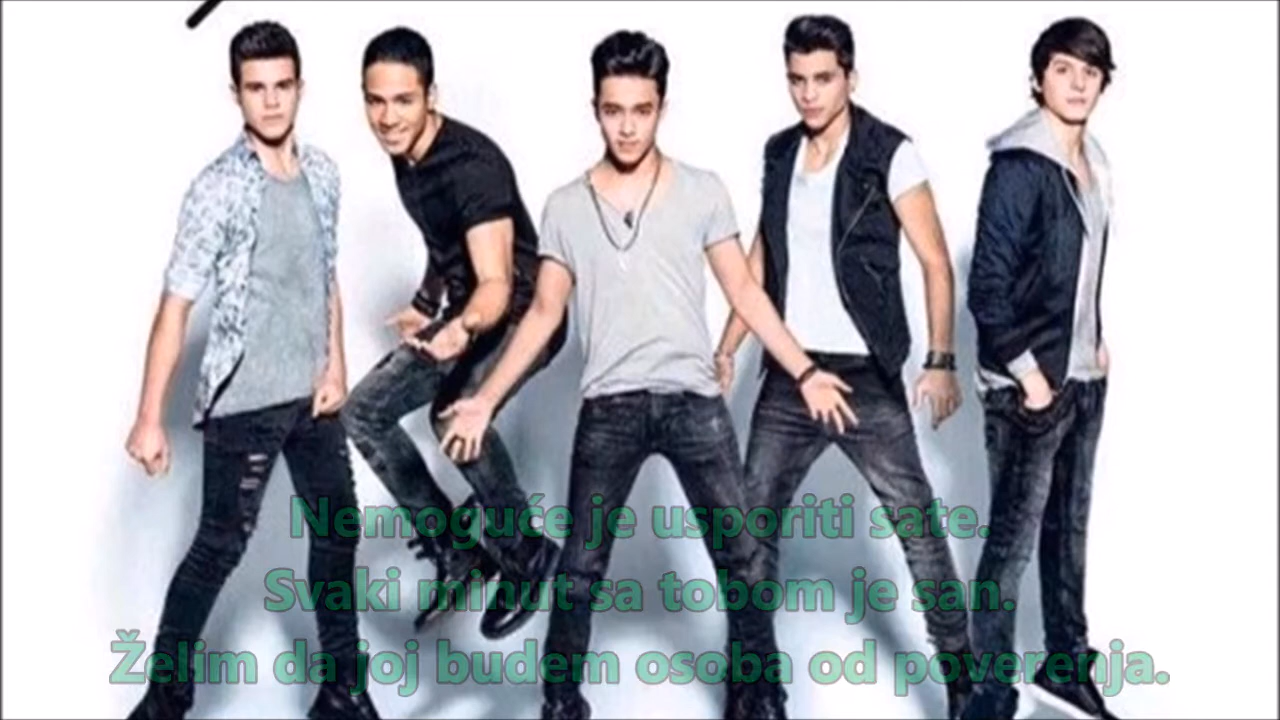 Nemoguće je usporiti sate.
Svaki minut sa tobom je san.
Želim da joj budem osoba od poverenja.